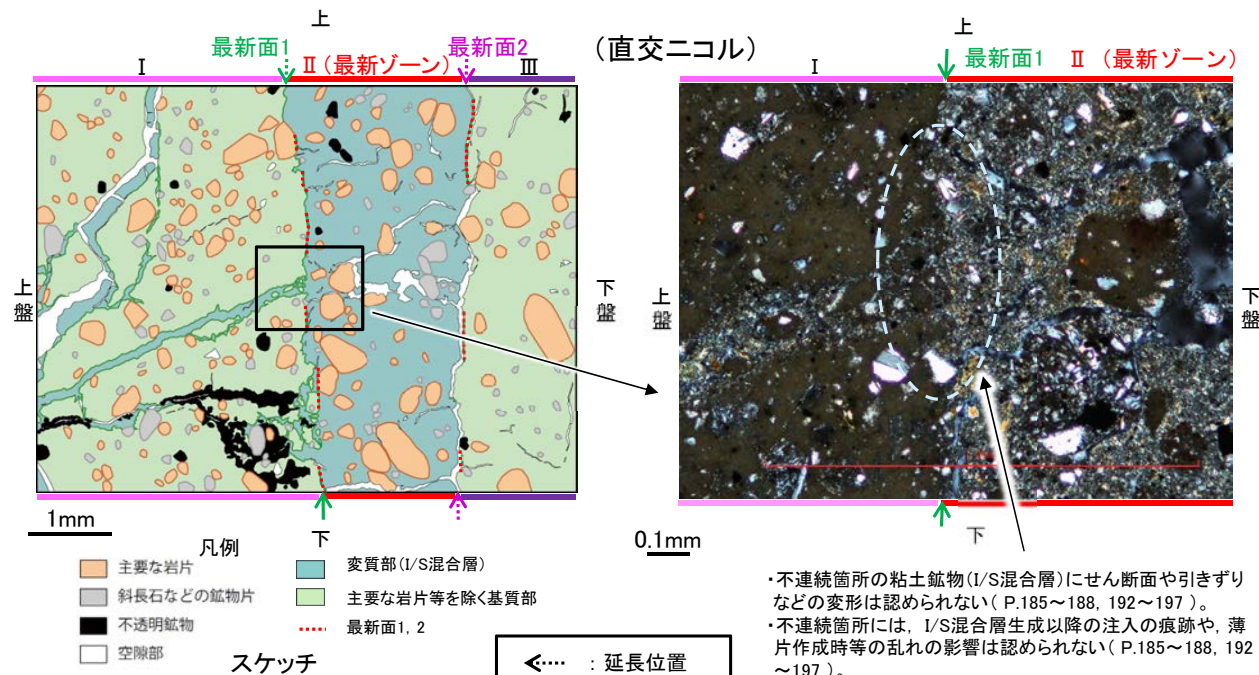 上
(直交ニコル)
最新面1
最新面2
Ⅰ
Ⅱ(最新ゾーン)
Ⅲ
上盤
下盤
下
1mm
凡例
主要な岩片
斜長石などの鉱物片
不透明鉱物
空隙部
変質部(I/S混合層)
主要な岩片等を除く基質部
最新面1, 2
スケッチ
: 延長位置
上
Ⅰ
最新面1
Ⅱ (最新ゾーン)
上盤
下盤
下
0.1mm
・不連続箇所の粘土鉱物(I/S混合層)にせん断面や引きずり
などの変形は認められない( P.185~188, 192~197 )。
・不連続箇所には, I/S混合層生成以降の注入の痕跡や, 薄
片作成時等の乱れの影響は認められない( P.185~188, 192
~197 )。